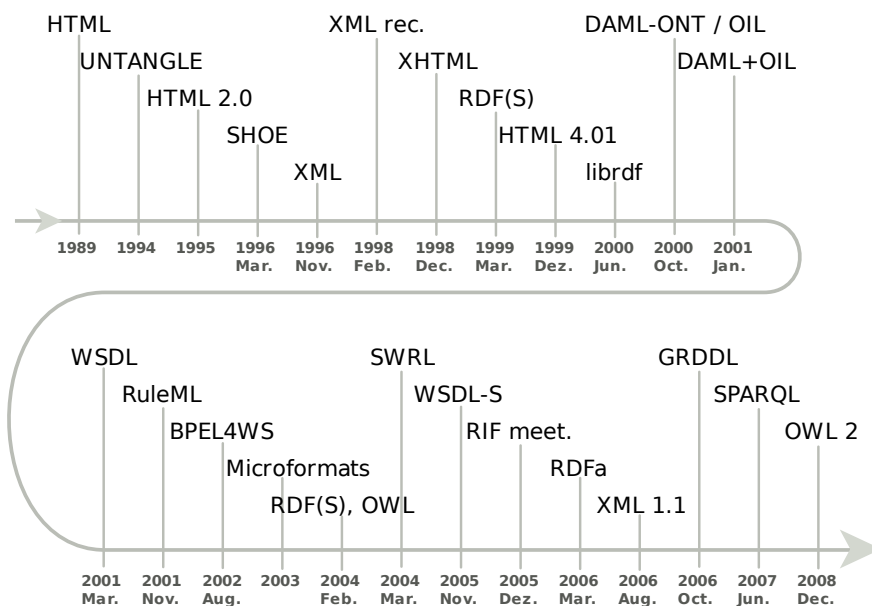 HTML
XML rec.
DAML-ONT / OIL
UNTANGLE
XHTML
DAML+OIL
HTML 2.0
RDF(S)
SHOE
HTML 4.01
XML
librdf
1989
1994
1995
1996
Mar.
1996
Nov.
1998
Feb.
1998
Dec.
1999
Mar.
1999
Dez.
2000
Jun.
2000
Oct.
2001
Jan.
WSDL
SWRL
GRDDL
RuleML
WSDL-S
SPARQL
BPEL4WS
RIF meet.
OWL 2
Microformats
RDFa
RDF(S), OWL
XML 1.1
2001
Mar.
2001
Nov.
2002
Aug.
2003
2004
Feb.
2004
Mar.
2005
Nov.
2005
Dez.
2006
Mar.
2006
Aug.
2006
Oct.
2007
Jun.
2008
Dec.